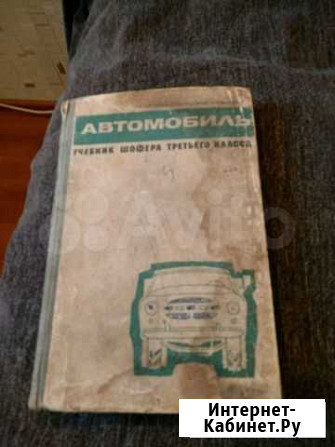 АВТОМОБИЛЬ
УЧЕБНИК ШОФЕРА ТРЕТЬЕГО КЛАССА
Avito
Интернет-
Кабинет.Ру